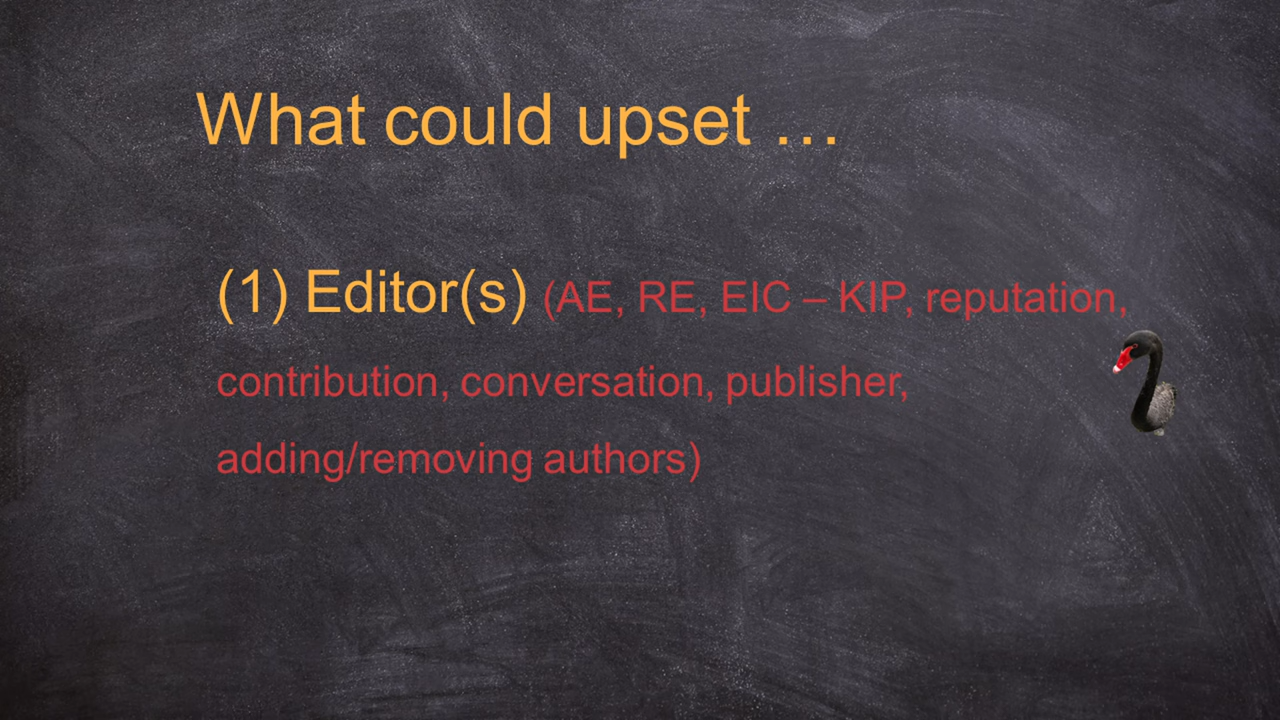 What could upset …
(1) Editor(s) (AE, RE, EIC – KIP, reputation,
contribution, conversation, publisher,
adding/removing authors)